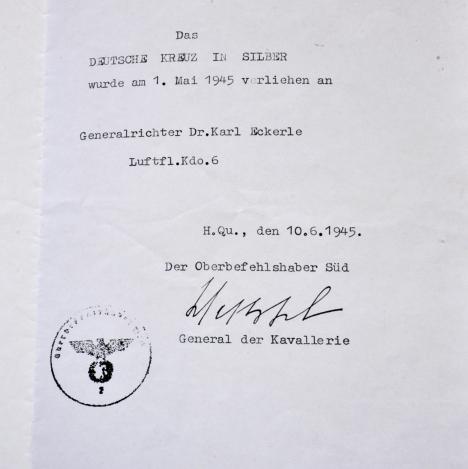 Das
DEUTSCHE KREUZ IN SILBER
wurde am 1. Mai 1945 verliehen an
Generalrichter Dr.Karl Eckerle
Luftfl.Kdo.6
H.Qu., den 10.6.1945.
Der Oberbefehlshaber Süd
General der Kavallerie
2